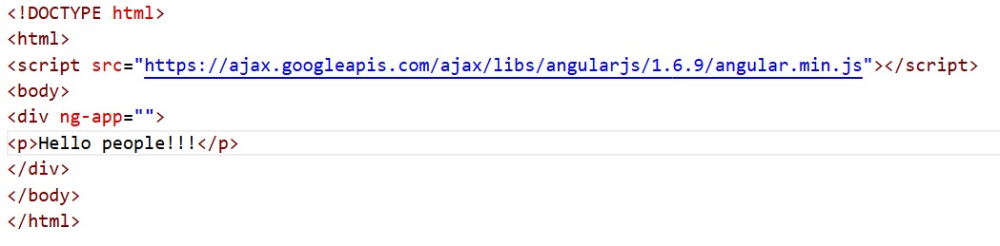 <!DOCTYPE html>
<html>
<script src="https://ajax.googleapis.com/ajax/libs/angularjs/1.6.9/angular.min.js"></script>
<body>
<div ng-app="">
<p>Hello people!!!</p>
</div>
</body>
</html>